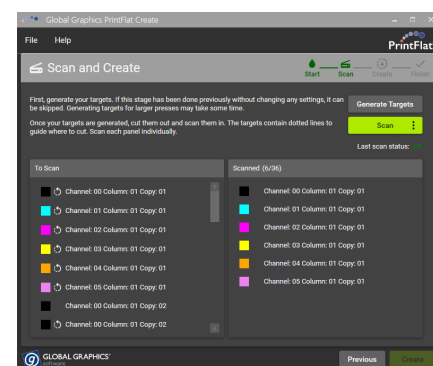 Global Graphics PrintFlat Create
File Help
PrintFlat
Scan and Create
Start Scan Create Finish
First, generate your targets. If this stage has been done previously without changing any settings, it can
be skipped. Generating targets for larger presses may take some
time.
Once your targets are generated, cut them out and scan them in. The targets contain dotted lines to
guide where to cut. Scan each panel individually.
Generate Targets
Scan
Last scan status:
To Scan
Channel: 00 Column: 01 Copy: 01
Channel: 01 Column: 01 Copy: 01
Channel: 02 Column: 01 Copy: 01
Channel: 03 Column: 01 Copy: 01
Channel: 04 Column: 01 Copy: 01
Channel: 05 Column: 01 Copy: 01
Channel: 00 Column: 01 Copy: 02
Channel: 00 Column: 01 Copy: 02
Scanned (6/36)
Channel: 00 Column: 01 Copy: 01
Channel: 01 Column: 01 Copy: 01
Channel: 02 Column: 01 Copy: 01
Channel: 03 Column: 01 Copy: 01
Channel: 04 Column: 01 Copy: 01
Channel: 05 Column: 01 Copy: 01
GLOBAL GRAPHICS
software
Previous Create